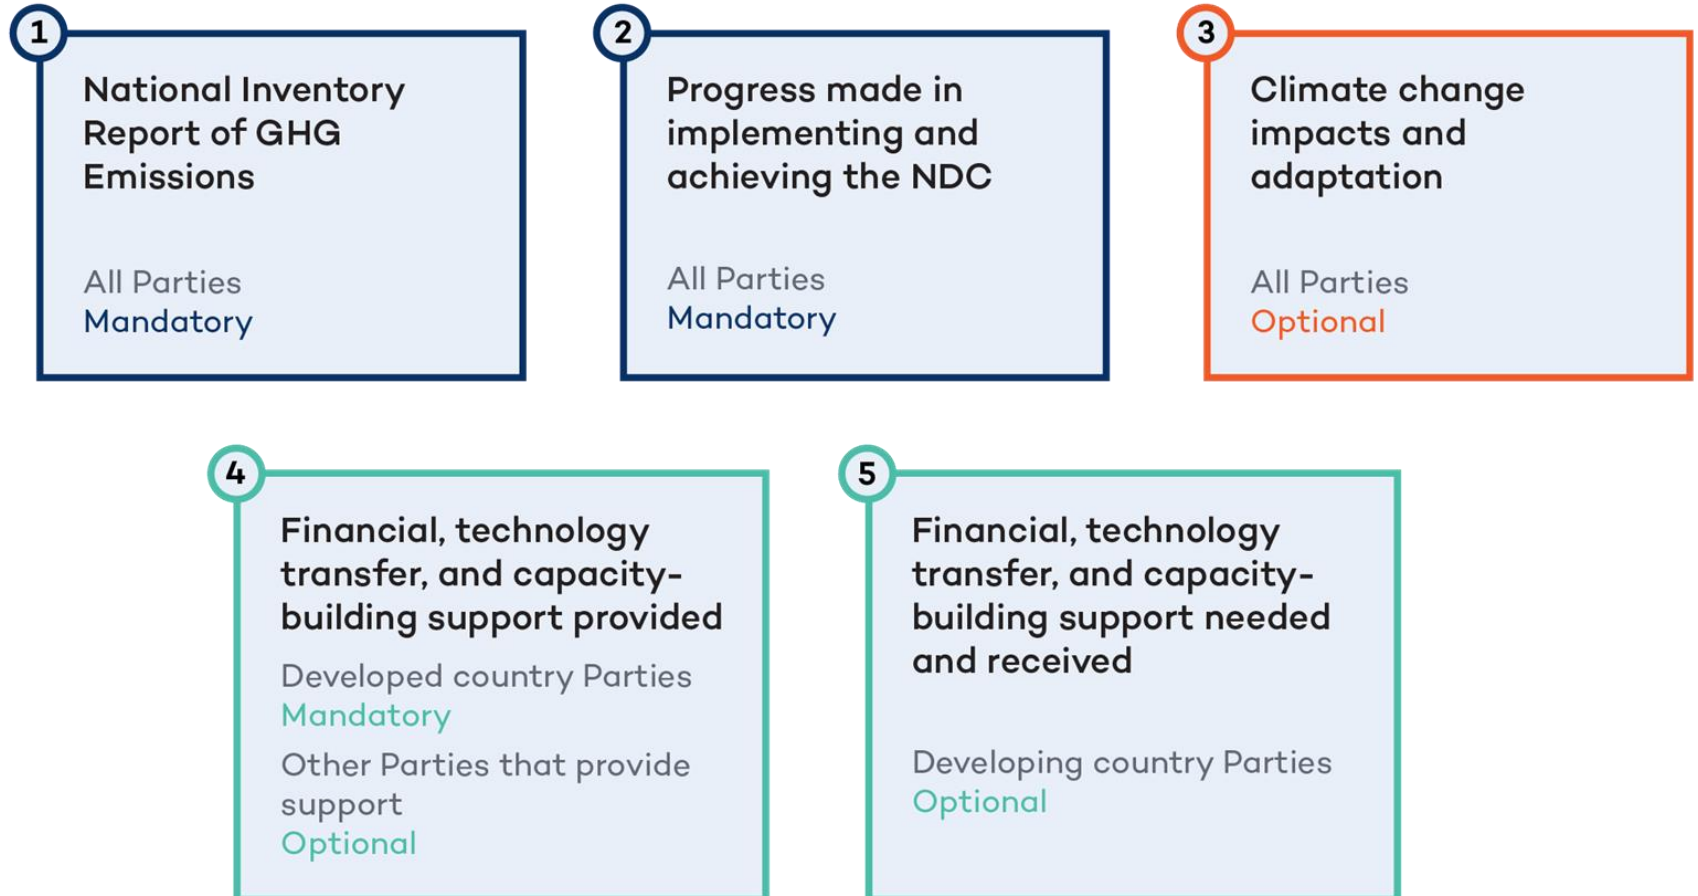 1
National Inventory
Report of GHG
Emissions
All Parties
Mandatory
2
Progress made in
implementing and
achieving the NDC
All Parties
Mandatory
3
Climate change
impacts and
adaptation
All Parties
Optional
4
Financial, technology
transfer, and capacity-
building support provided
Developed country Parties
Mandatory
Other Parties that provide
support
Optional
5
Financial, technology
transfer, and capacity-
building support needed
and received
Developing country Parties
Optional